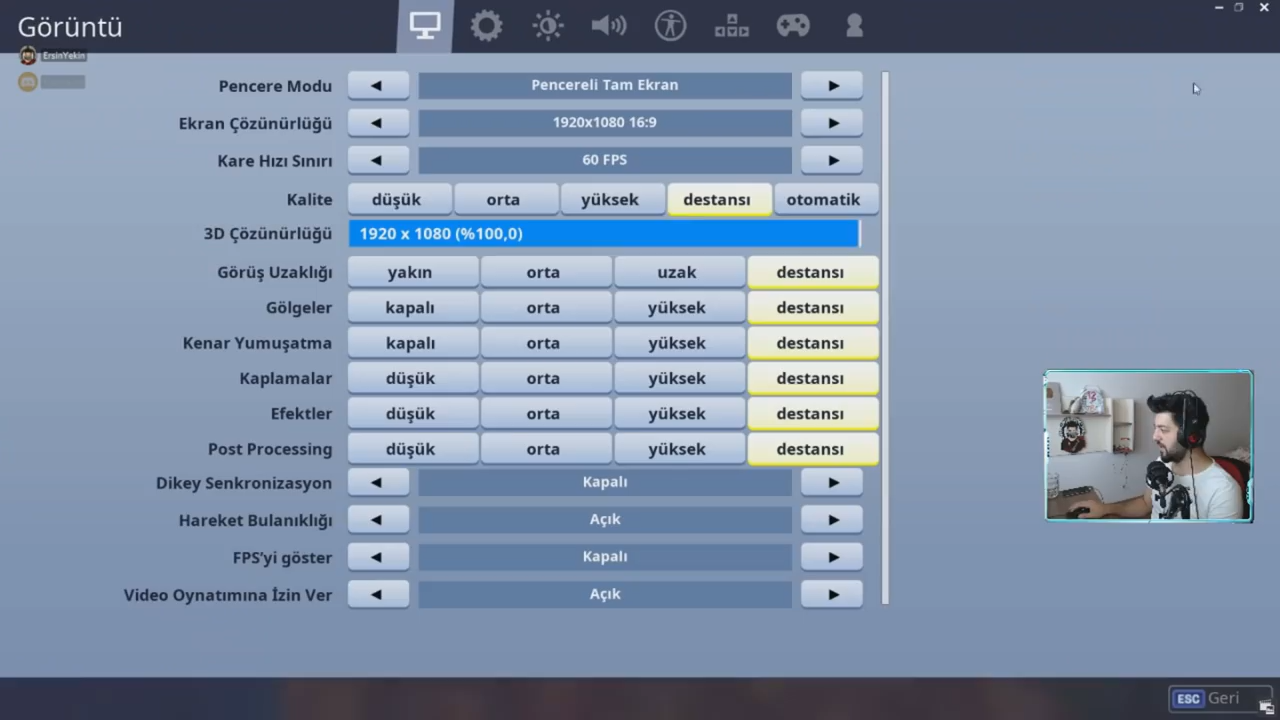 Görüntü
ErsinYekin
Pencere Modu Pencereli Tam Ekran
Ekran Çözünürlüğü 1920x1080 16:9
Kare Hızı Sınırı 60 FPS
Kalite düşük orta yüksek destansı otomatik
3D Çözünürlüğü 1920 x 1080 (%100,0)
Görüş Uzaklığı yakın orta uzak destansı
Gölgeler kapalı orta yüksek destansı
Kenar Yumuşatma kapalı orta yüksek destansı
Kaplamalar düşük orta yüksek destansı
Efektler düşük orta yüksek destansı
Post Processing düşük orta yüksek destansı
Dikey Senkronizasyon Kapalı
Hareket Bulanıklığı Açık
FPS'yi göster Kapalı
Video Oynatımına İzin Ver Açık
ESC Geri